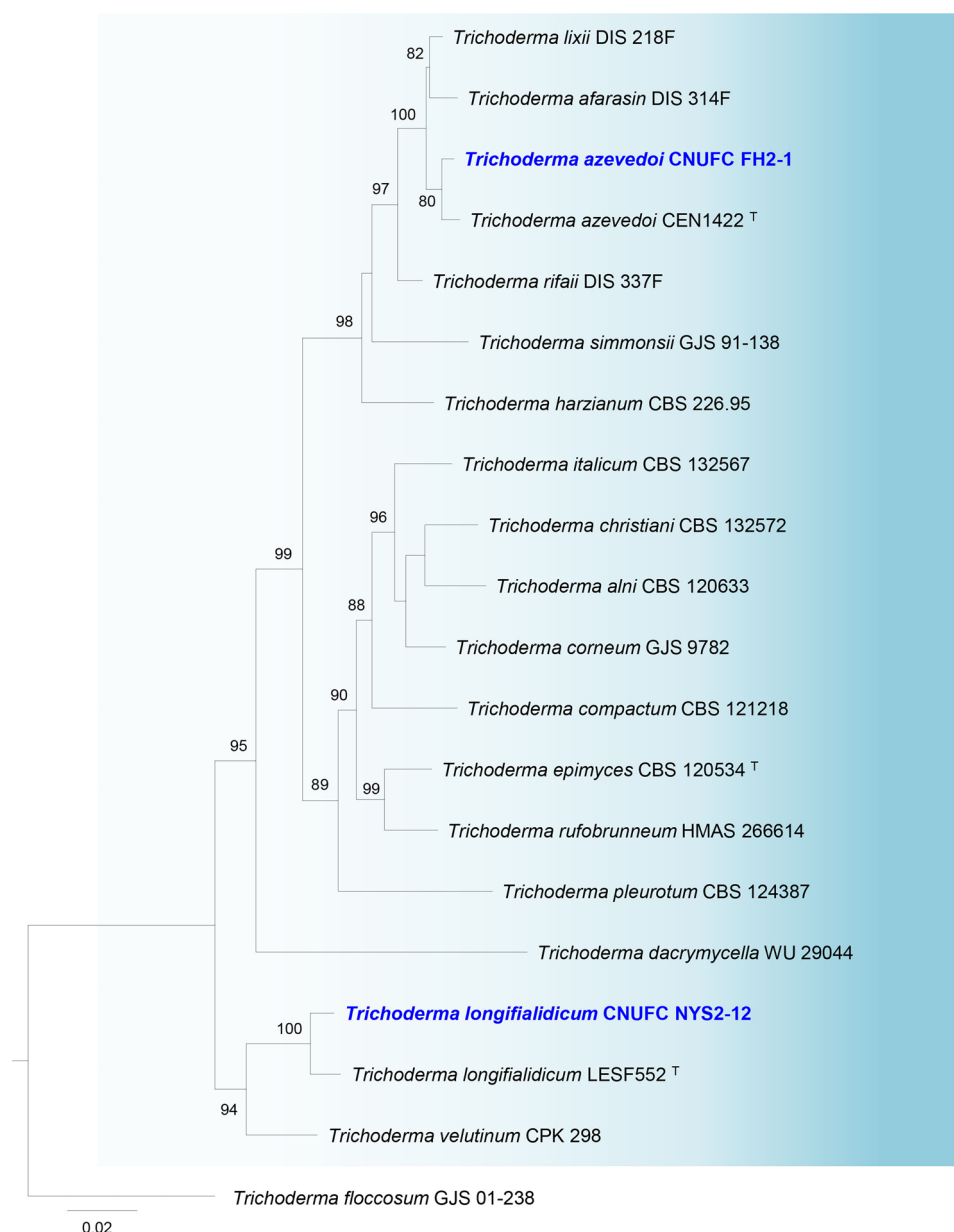 Trichoderma lixii DIS 218F
82
Trichoderma afarasin DIS 314F
100
Trichoderma azevedoi CNUFC FH2-1
97
80
Trichoderma azevedoi CEN1422 T
Trichoderma rifaii DIS 337F
98
Trichoderma simmonsii GJS 91-138
Trichoderma harzianum CBS 226.95
Trichoderma italicum CBS 132567
96
Trichoderma christiani CBS 132572
99
Trichoderma alni CBS 120633
88
Trichoderma corneum GJS 9782
90
Trichoderma compactum CBS 121218
95
Trichoderma epimyces CBS 120534 T
89
99
Trichoderma rufobrunneum HMAS 266614
Trichoderma pleurotum CBS 124387
Trichoderma dacrymycella WU 29044
Trichoderma longifialidicum CNUFC NYS2-12
100
Trichoderma longifialidicum LESF552 T
94
Trichoderma velutinum CPK 298
Trichoderma floccosum GJS 01-238
0.02